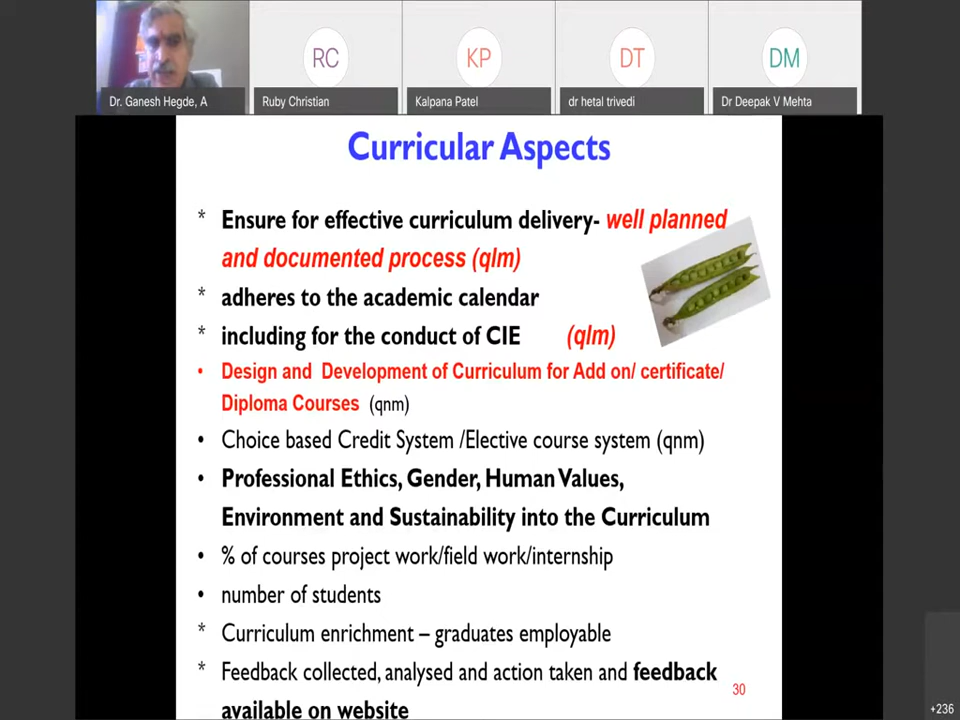 RC
KP
DT
DM
Dr. Ganesh Hegde, A
Ruby Christian
Kalpana Patel
dr hetal trivedi
Dr Deepak V Mehta
Curricular Aspects
* Ensure for effective curriculum delivery- well planned
and documented process (qlm)
* adheres to the academic calendar
* including for the conduct of CIE (qlm)
• Design and Development of Curriculum for Add on/ certificate/
Diploma Courses (qnm)
• Choice based Credit System /Elective course system (qnm)
• Professional Ethics, Gender, Human Values,
Environment and Sustainability into the Curriculum
• % of courses project work/field work/internship
• number of students
* Curriculum enrichment – graduates employable
* Feedback collected, analysed and action taken and feedback
available on website
30
+236